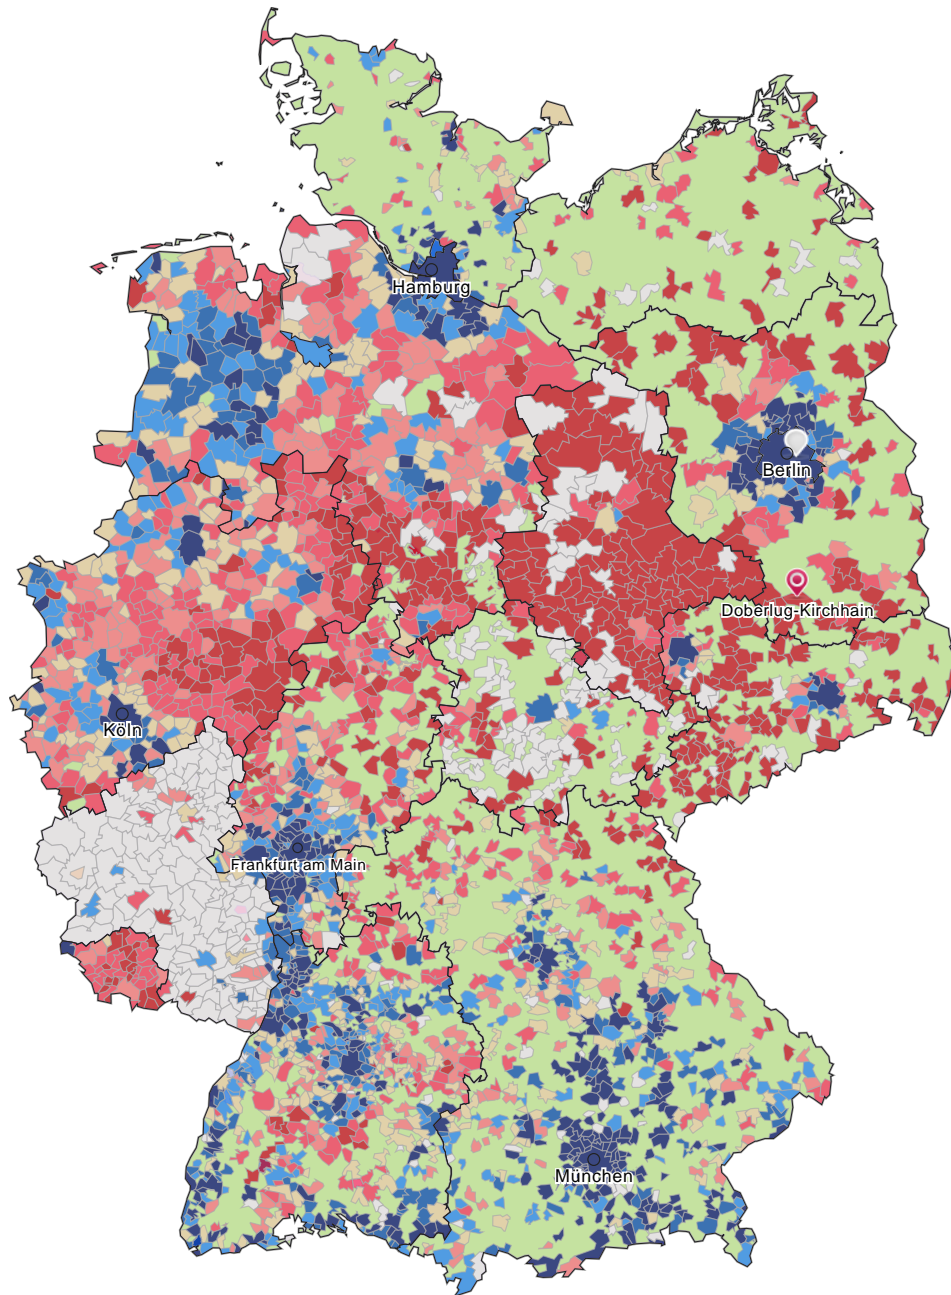 Hamburg
Berlin
Doberlug-Kirchhain
Köln
Frankfurt am Main
München